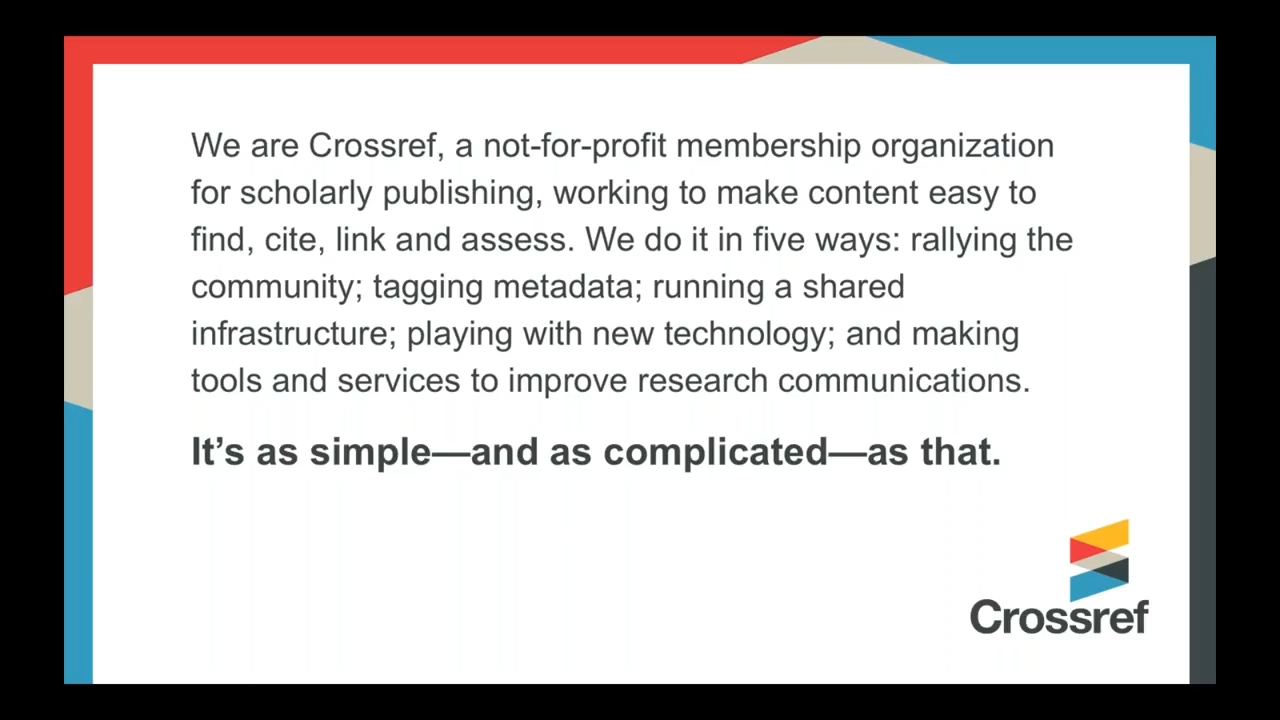 We are Crossref, a not-for-profit membership organization
for scholarly publishing, working to make content easy to
find, cite, link and assess. We do it in five ways: rallying the
community; tagging metadata; running a shared
infrastructure; playing with new technology; and making
tools and services to improve research communications.
It’s as simple—and as complicated—as that.
Crossref